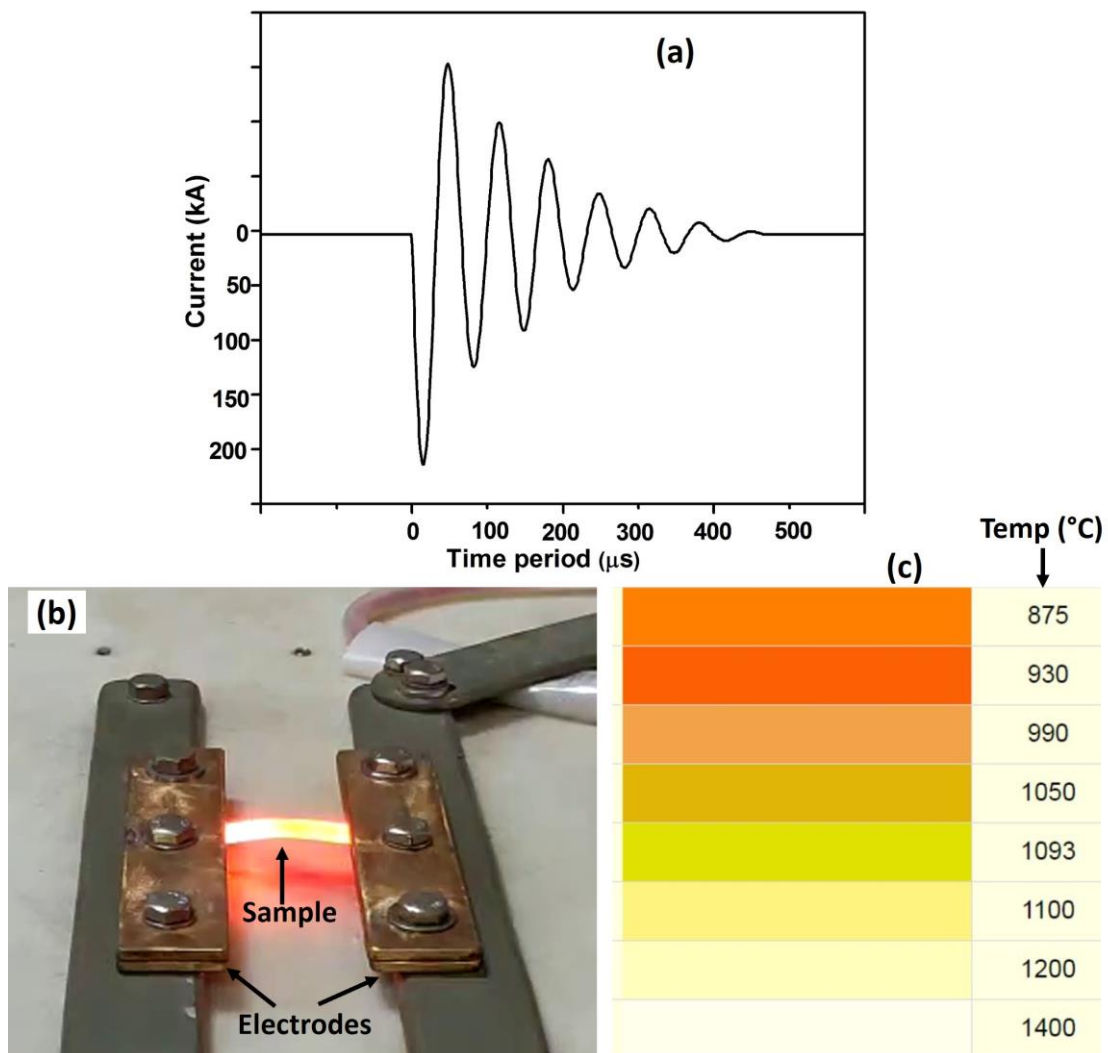 (a)
Current (kA)
0
50
100
150
200
0 100 200 300 400 500
Time period (μs)
Temp (°C)
(c)
(b)
Sample
Electrodes
875
930
990
1050
1093
1100
1200
1400